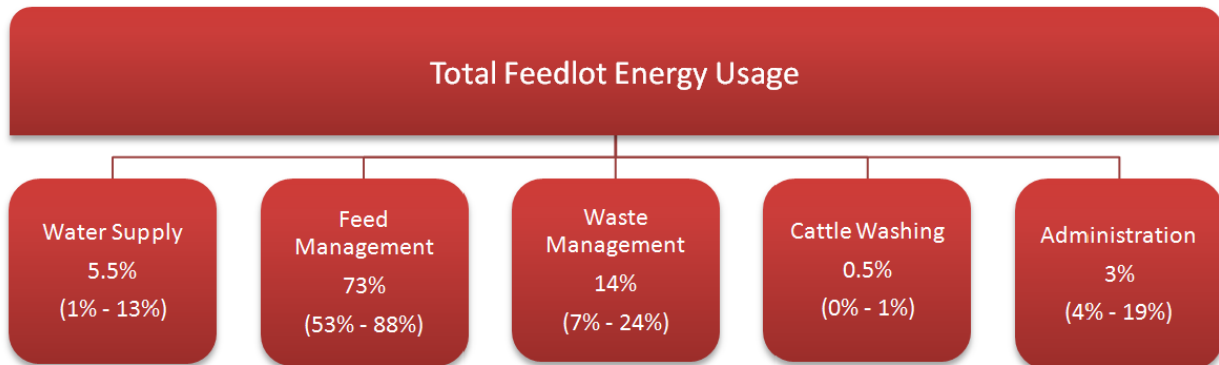 Total Feedlot Energy Usage
Water Supply
5.5%
(1% - 13%)
Feed
Management
73%
(53% - 88%)
Waste
Management
14%
(7% - 24%)
Cattle Washing
0.5%
(0% - 1%)
Administration
3%
(4% - 19%)